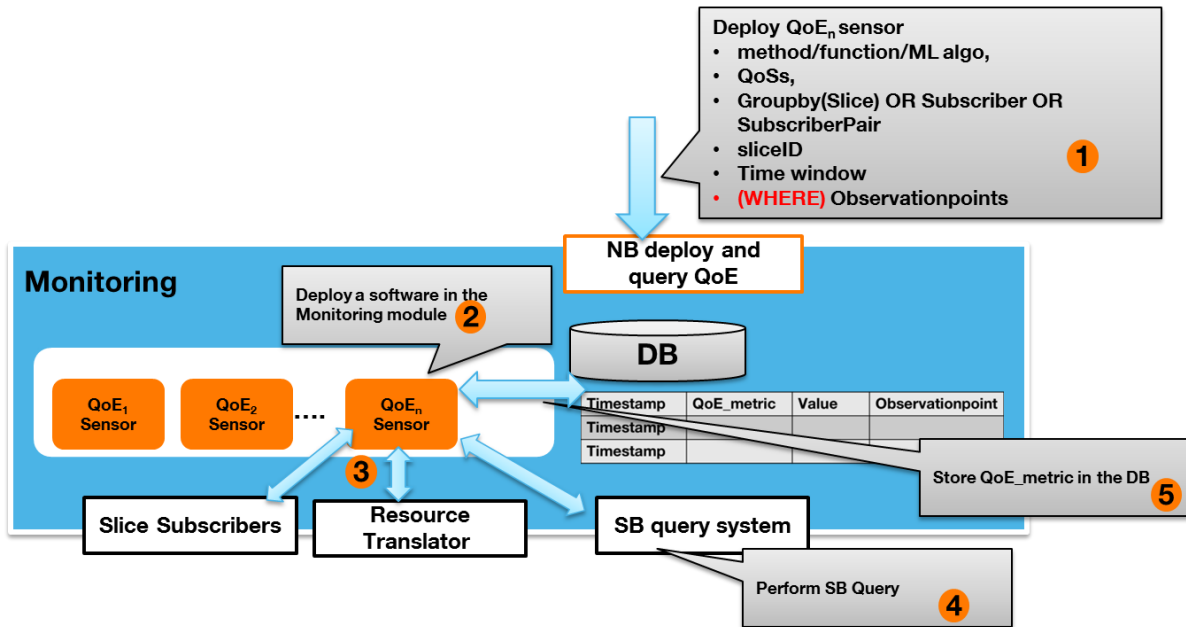 Deploy QoEn sensor
• method/function/ML algo,
• QoSs,
• Groupby(Slice) OR Subscriber OR
SubscriberPair
• sliceID
• Time window
• (WHERE) Observationpoints
1
NB deploy and
query QoE
Monitoring
Deploy a software in the
Monitoring module
2
DB
QoE1
Sensor
QoE2
Sensor
....
QoEn
Sensor
Timestamp QoE_metric Value Observationpoint
Timestamp
Timestamp
3
Store QoE_metric in the DB
5
Slice Subscribers
Resource
Translator
SB query system
Perform SB Query
4